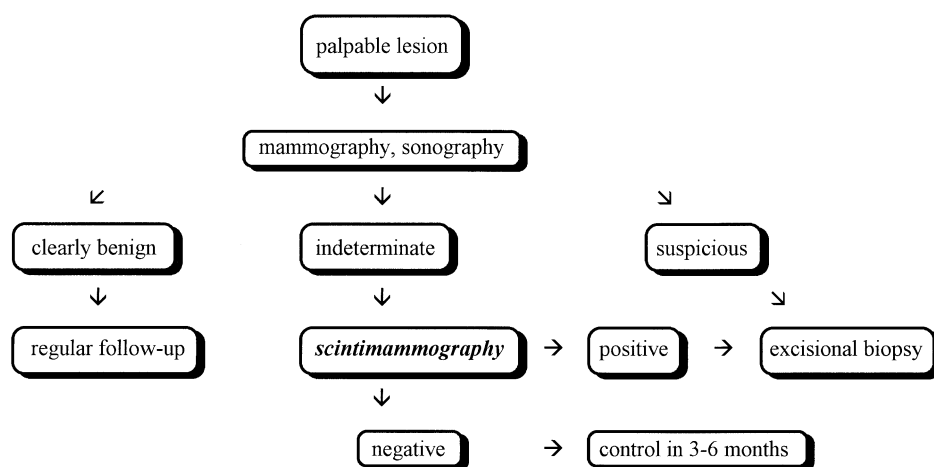 palpable lesion
mammography, sonography
clearly benign
indeterminate
suspicious
regular follow-up
scintimammography
positive
excisional biopsy
negative
control in 3-6 months